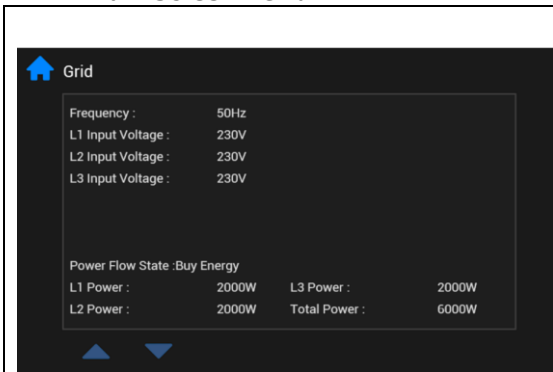 Grid
Frequency : 50Hz
L1 Input Voltage : 230V
L2 Input Voltage : 230V
L3 Input Voltage : 230V
Power Flow State :Buy Energy
L1 Power : 2000W L3 Power : 2000W
L2 Power : 2000W Total Power : 6000W